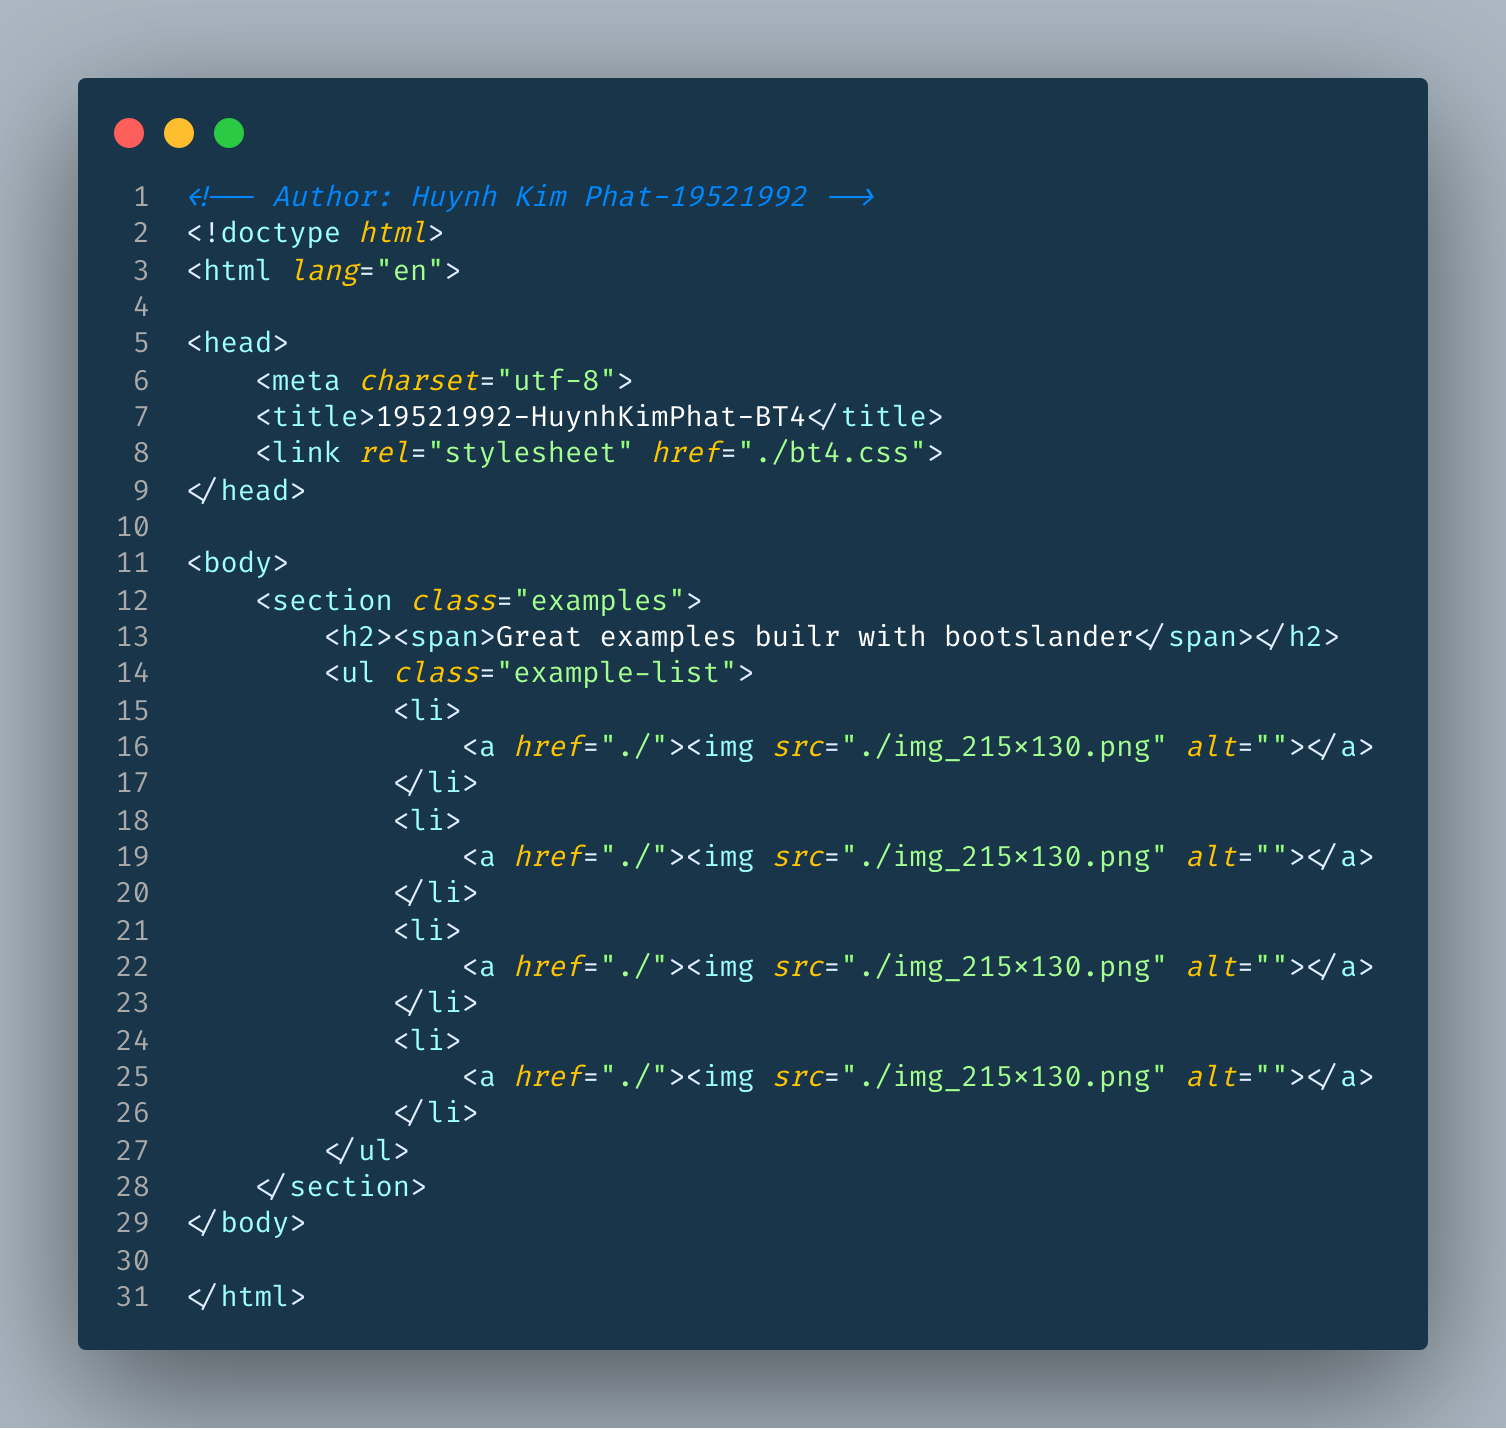 1 <!-- Author: Huynh Kim Phat-19521992 -->
2 <!doctype html>
3 <html lang="en">
4
5 <head>
6     <meta charset="utf-8">
7     <title>19521992-HuynhKimPhat-BT4</title>
8     <link rel="stylesheet" href="./bt4.css">
9 </head>
10
11 <body>
12     <section class="examples">
13         <h2><span>Great examples builr with bootslander</span></h2>
14         <ul class="example-list">
15             <li>
16                 <a href="./"><img src="./img_215x130.png" alt=""></a>
17             </li>
18             <li>
19                 <a href="./"><img src="./img_215x130.png" alt=""></a>
20             </li>
21             <li>
22                 <a href="./"><img src="./img_215x130.png" alt=""></a>
23             </li>
24             <li>
25                 <a href="./"><img src="./img_215x130.png" alt=""></a>
26             </li>
27         </ul>
28     </section>
29 </body>
30
31 </html>